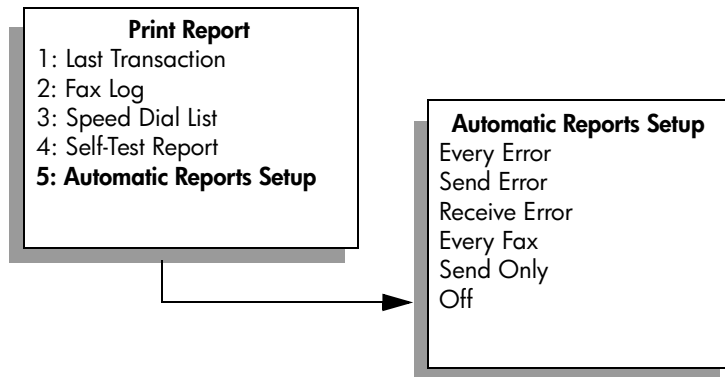 Print Report
1: Last Transaction
2: Fax Log
3: Speed Dial List
4: Self-Test Report
5: Automatic Reports Setup
Automatic Reports Setup
Every Error
Send Error
Receive Error
Every Fax
Send Only
Off